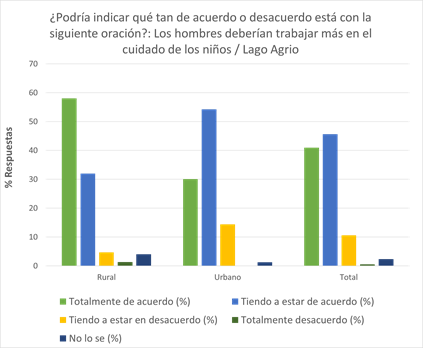 ¿Podría indicar qué tan de acuerdo o desacuerdo está con la
siguiente oración?: Los hombres deberían trabajar más en el
cuidado de los niños / Lago Agrio
% Respuestas
70
60
50
40
30
20
10
0
Rural
Urbano
Total
Totalmente de acuerdo (%)
Tiendo a estar de acuerdo (%)
Tiendo a estar en desacuerdo (%)
Totalmente desacuerdo (%)
No lo se (%)